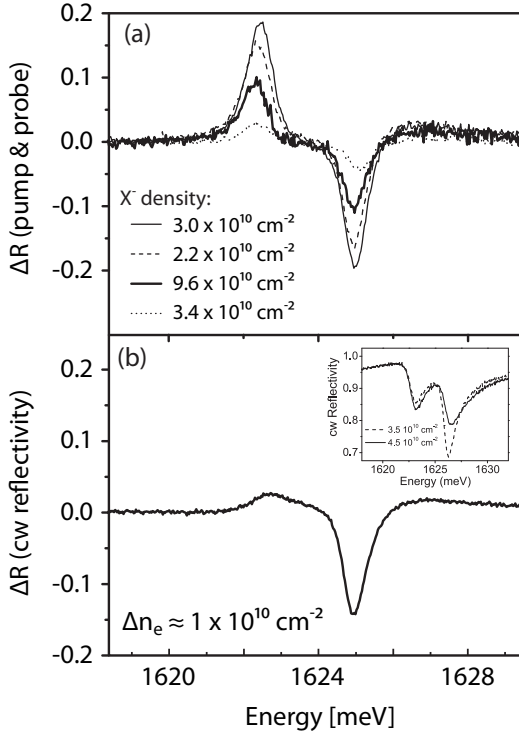 0.2
(a)
0.1
0.0
-0.1
-0.2
ΔR (pump & probe)
X⁻ density:
3.0 x 10¹⁰ cm⁻²
2.2 x 10¹⁰ cm⁻²
9.6 x 10¹⁰ cm⁻²
3.4 x 10¹⁰ cm⁻²
(b)
0.2
0.1
0.0
-0.1
-0.2
ΔR (cw reflectivity)
1.0
0.9
0.8
0.7
cw Reflectivity
3.5 10¹⁰ cm⁻²
4.5 10¹⁰ cm⁻²
1620 1625 1630
Energy (meV)
Δnₑ ≈ 1 x 10¹⁰ cm⁻²
1620 1624 1628
Energy [meV]